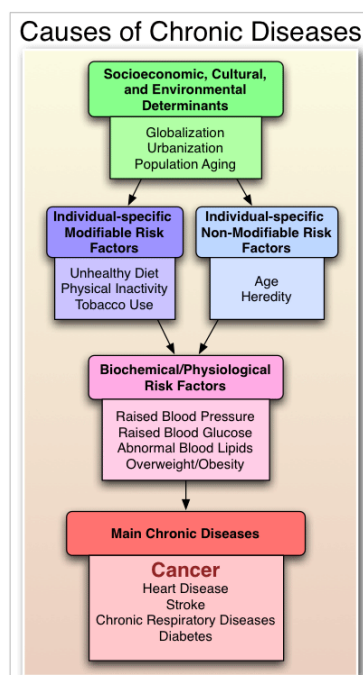 Causes of Chronic Diseases
Socioeconomic, Cultural,
and Environmental
Determinants
Globalization
Urbanization
Population Aging
Individual-specific
Modifiable Risk
Factors
Unhealthy Diet
Physical Inactivity
Tobacco Use
Individual-specific
Non-Modifiable Risk
Factors
Age
Heredity
Biochemical/Physiological
Risk Factors
Raised Blood Pressure
Raised Blood Glucose
Abnormal Blood Lipids
Overweight/Obesity
Main Chronic Diseases
Cancer
Heart Disease
Stroke
Chronic Respiratory Diseases
Diabetes